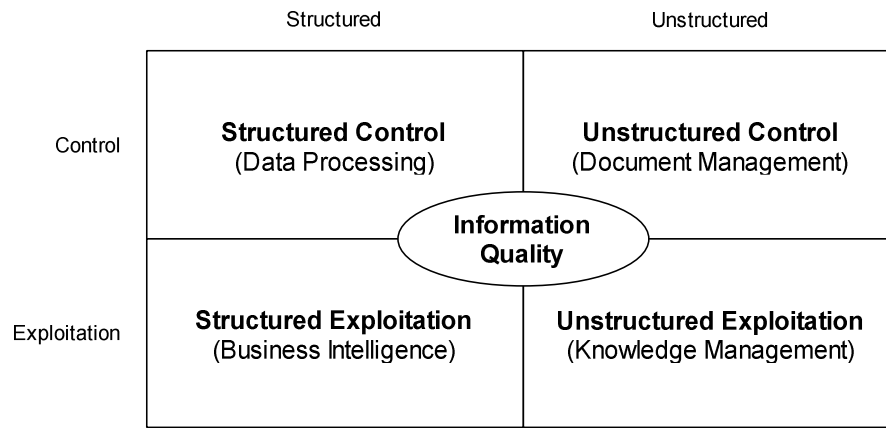 Structured
Unstructured
Control
Structured Control
(Data Processing)
Unstructured Control
(Document Management)
Information
Quality
Exploitation
Structured Exploitation
(Business Intelligence)
Unstructured Exploitation
(Knowledge Management)